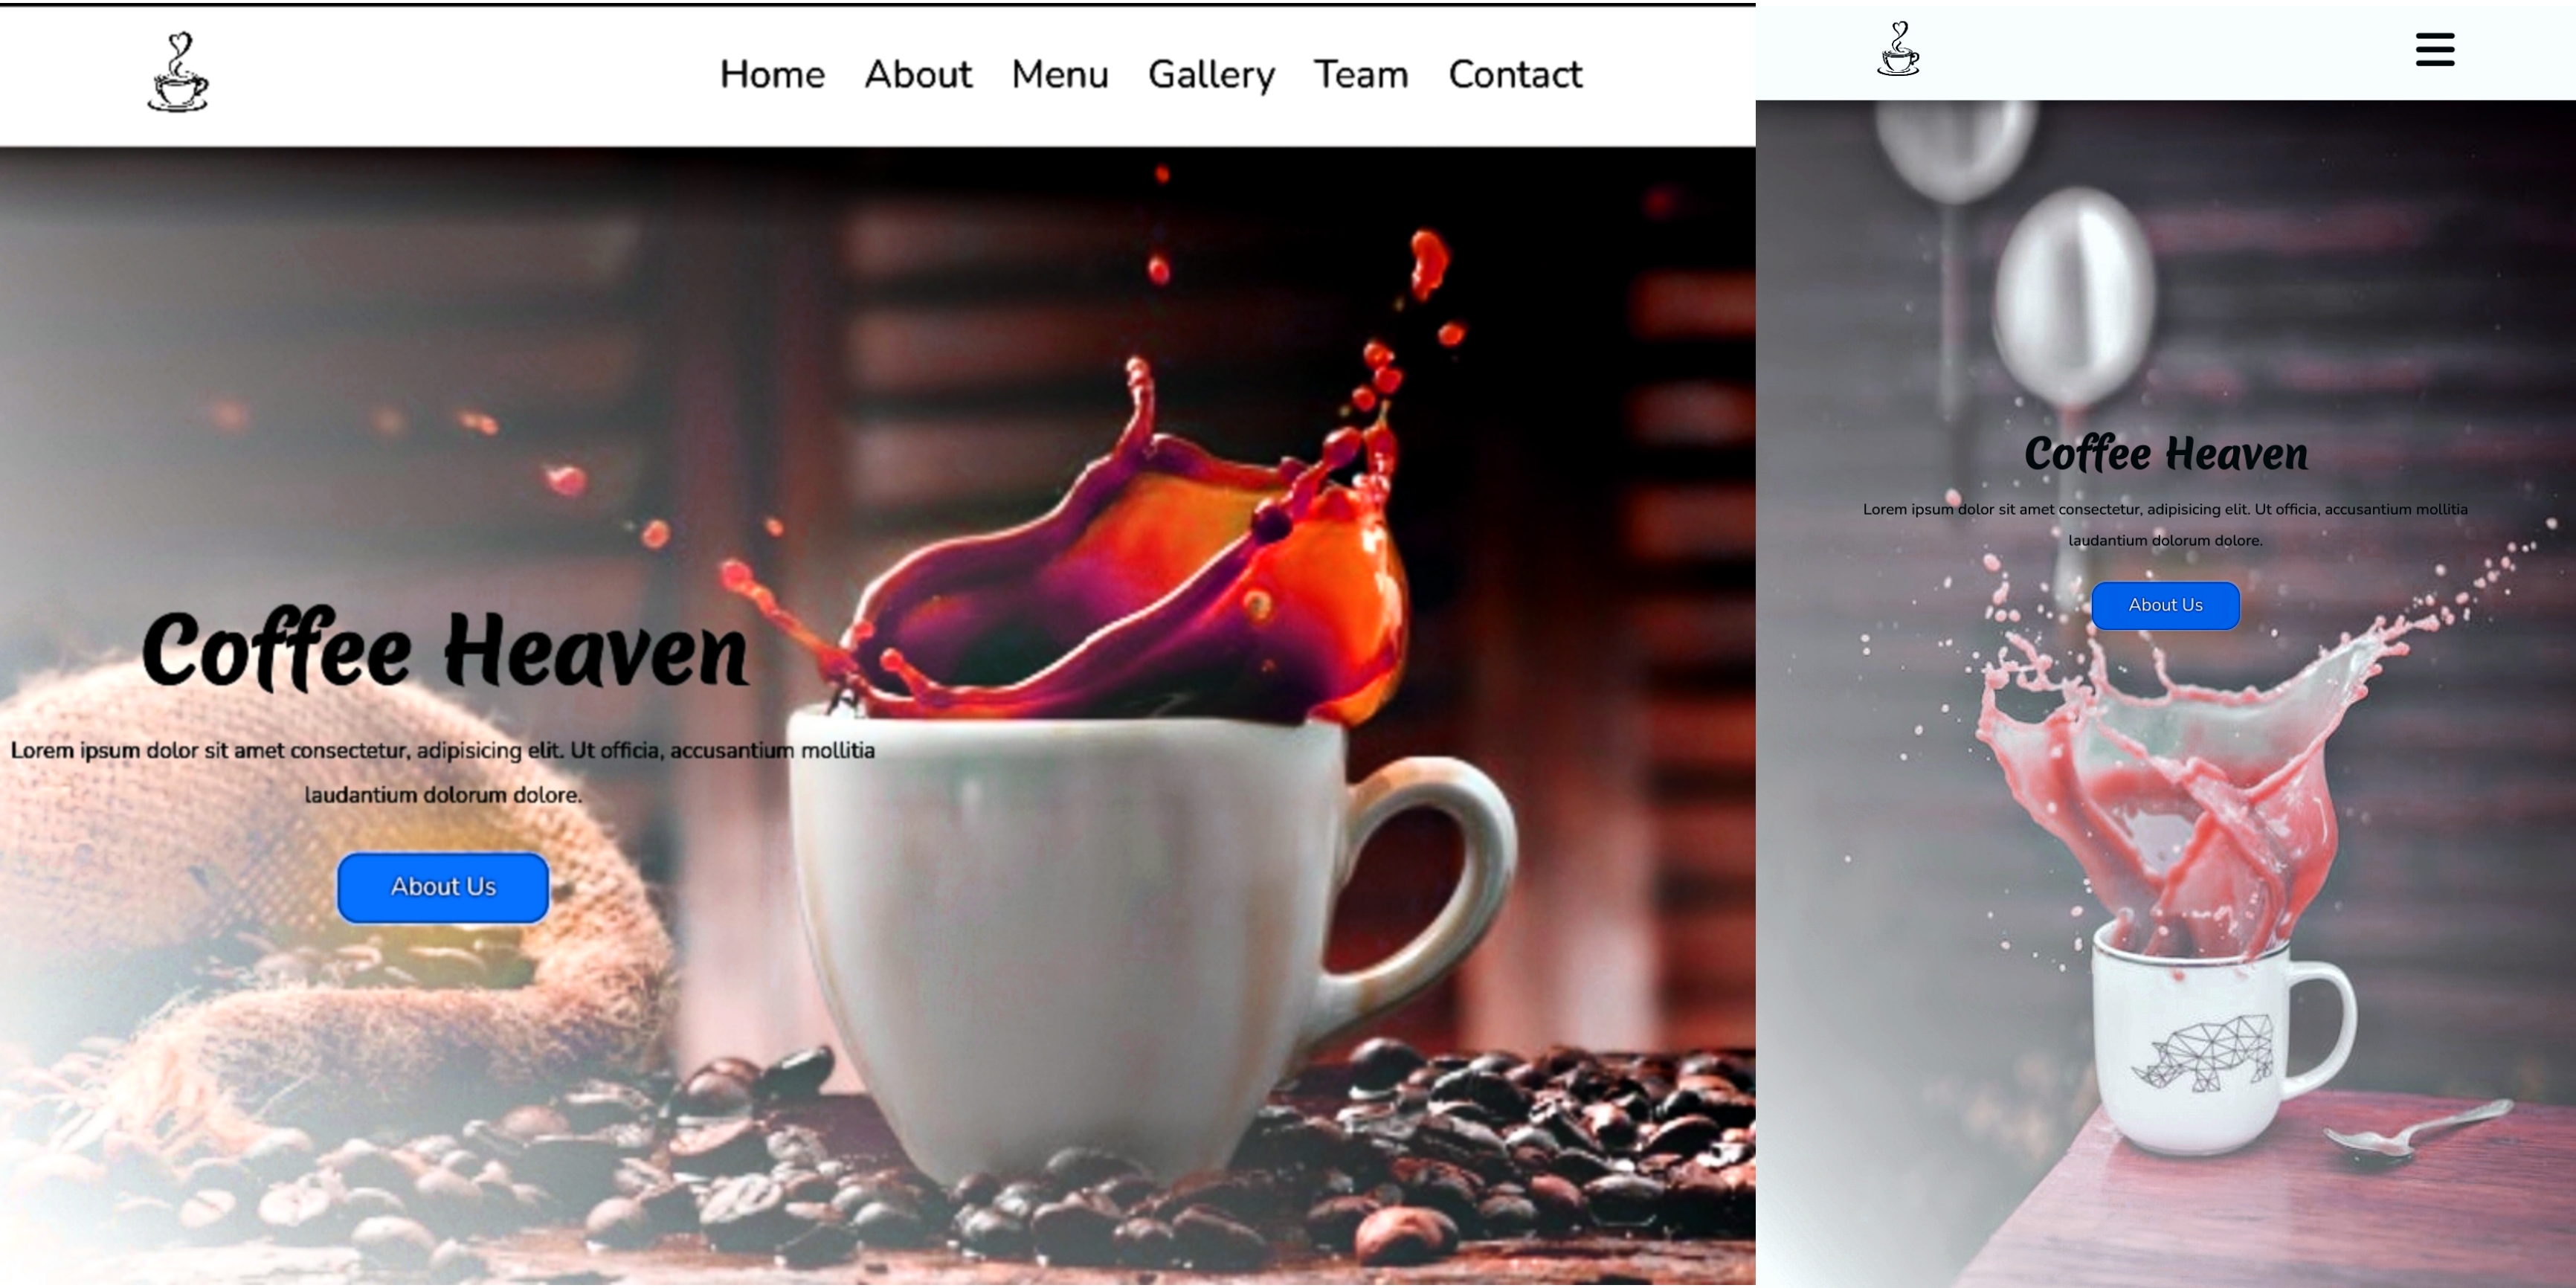 Home About Menu Gallery Team Contact
Coffee Heaven
Lorem ipsum dolor sit amet consectetur, adipisicing elit. Ut officia, accusantium mollitia
laudantium dolorum dolore.
About Us
Coffee Heaven
Lorem ipsum dolor sit amet consectetur, adipisicing elit. Ut officia, accusantium mollitia
laudantium dolorum dolore.
About Us